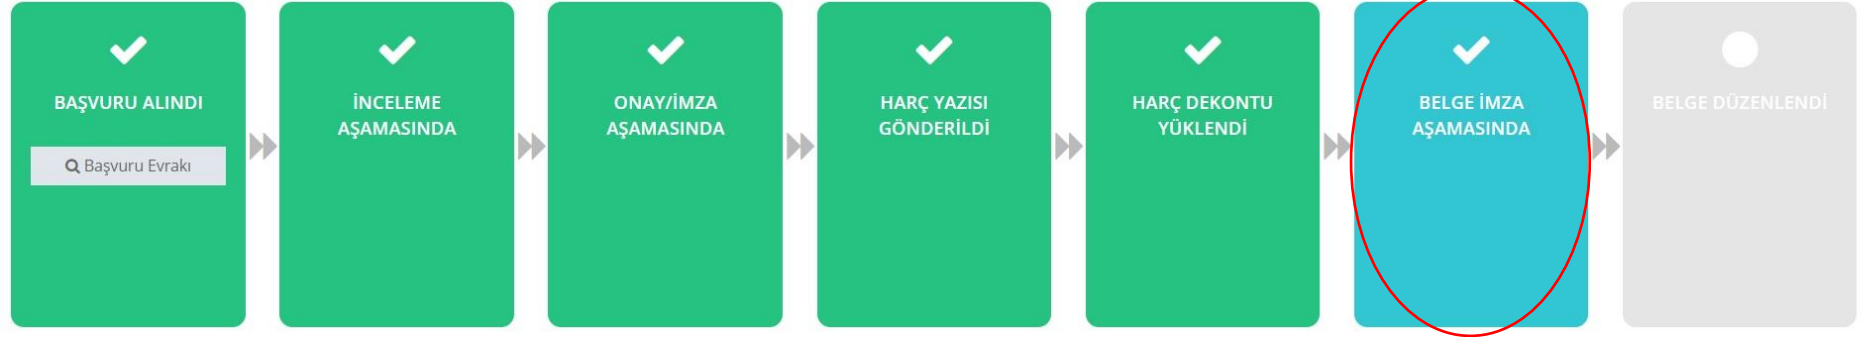 BAŞVURU ALINDI
Başvuru Evrakı
İNCELEME
AŞAMASINDA
ONAY/İMZA
AŞAMASINDA
HARÇ YAZISI
GÖNDERİLDİ
HARÇ DEKONTU
YÜKLENDİ
BELGE İMZA
AŞAMASINDA
BELGE DÜZENLENDİ